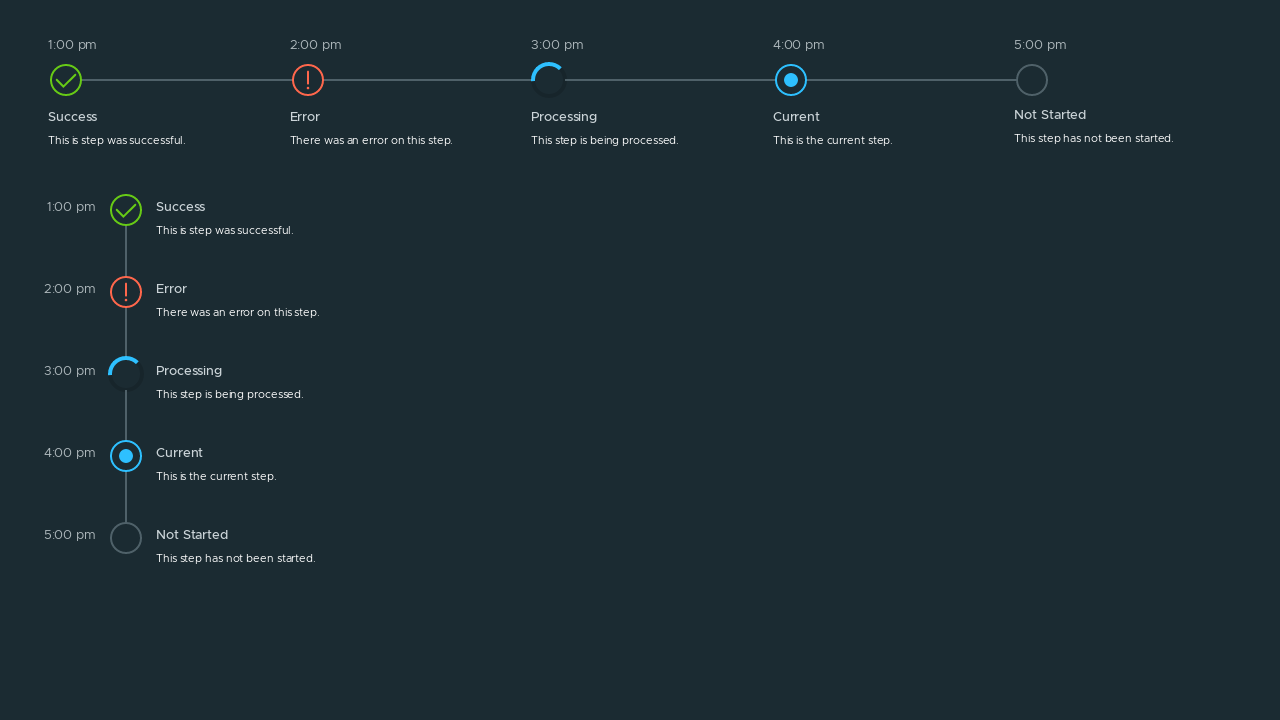 1:00 pm
2:00 pm
3:00 pm
4:00 pm
5:00 pm
Success
Error
Processing
Current
Not Started
This is step was successful.
There was an error on this step.
This step is being processed.
This is the current step.
This step has not been started.
1:00 pm
Success
This is step was successful.
2:00 pm
Error
There was an error on this step.
3:00 pm
Processing
This step is being processed.
4:00 pm
Current
This is the current step.
5:00 pm
Not Started
This step has not been started.